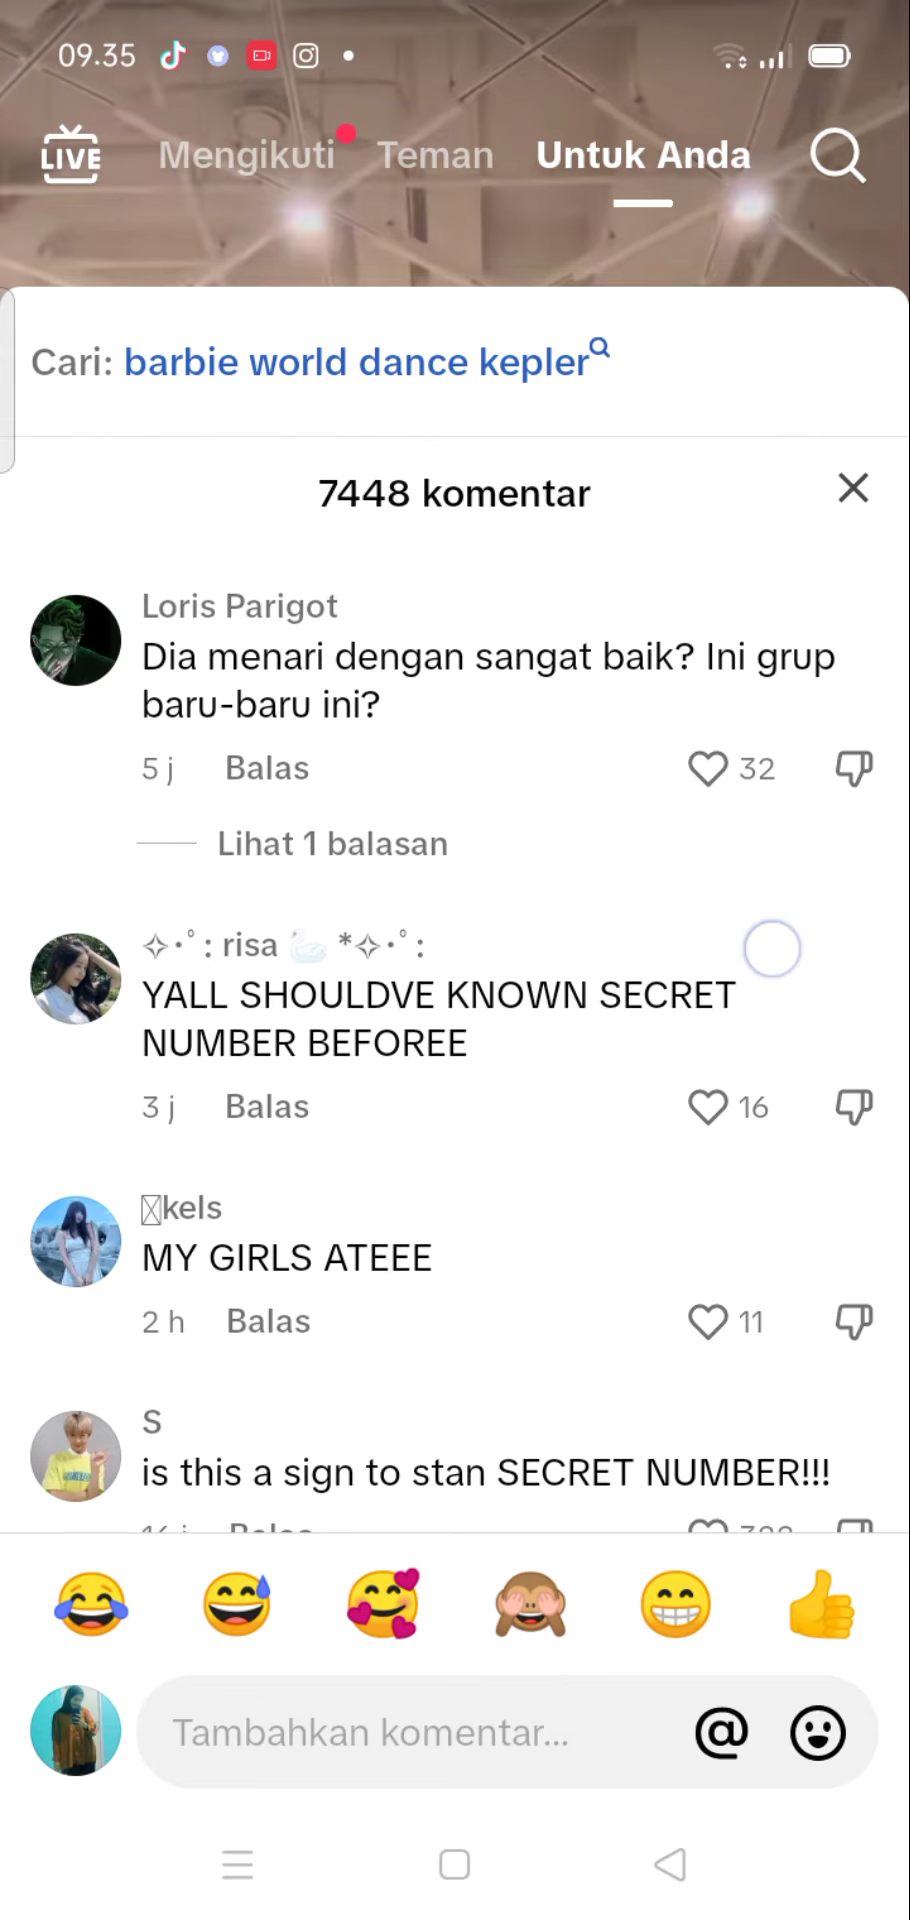 09.35
LIVE
Mengikuti Teman Untuk Anda
Cari: barbie world dance kepler
7448 komentar
Loris Parigot
Dia menari dengan sangat baik? Ini grup
baru-baru ini?
5 j Balas 32
Lihat 1 balasan
✧･ﾟ: risa 🦢 *✧･ﾟ:
YALL SHOULDVE KNOWN SECRET
NUMBER BEFOREE
3 j Balas 16
kels
MY GIRLS ATEEE
2 h Balas 11
S
is this a sign to stan SECRET NUMBER!!!
Balas
Tambahkan komentar... @